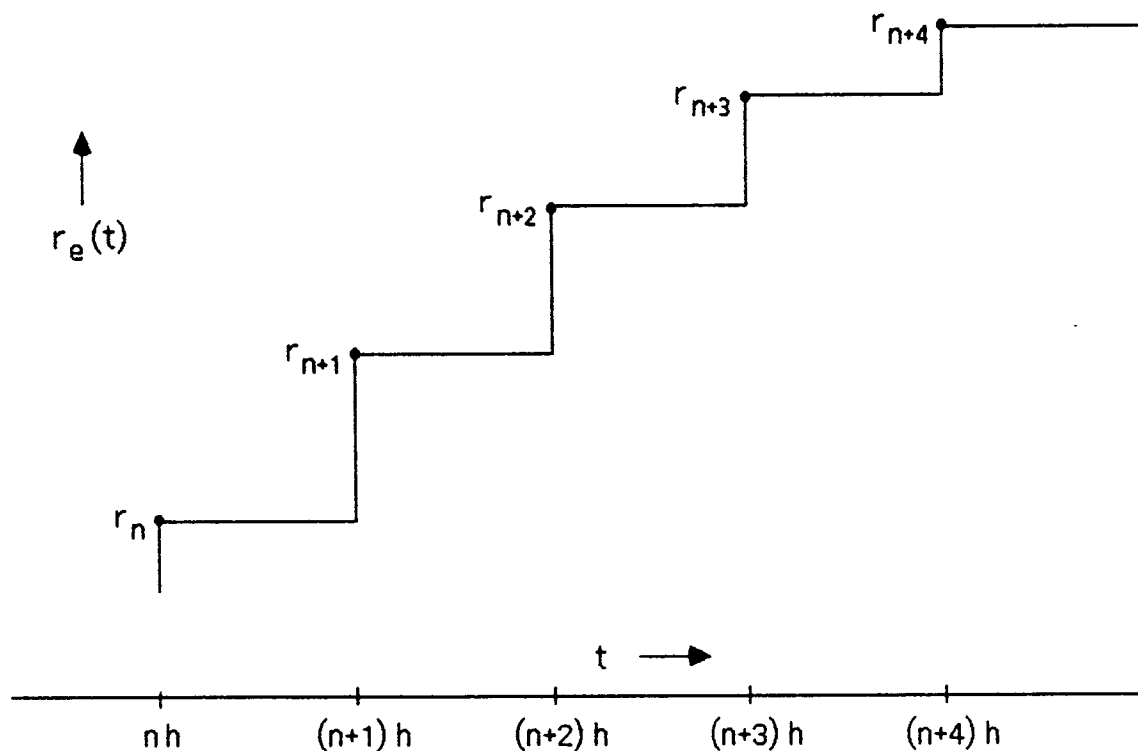 r_{n+4}
r_{n+3}
r_{n+2}
r_e(t)
r_{n+1}
r_n
t
nh (n+1)h (n+2)h (n+3)h (n+4)h